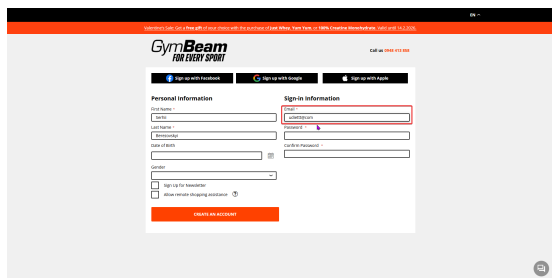 EN
Valentine's Sale: Get a free gift of your choice with the purchase of Just Whey, Yum Yum, or 100% Creatine Monohydrate. Valid until 14.2.2026.
GymBeam
FOR EVERY SPORT
Call us
Sign up with Facebook
Sign up with Google
Sign up with Apple
Personal Information
First Name *
Serhii
Last Name *
Date of Birth
Gender
Sign Up for Newsletter
Allow remote shopping assistance
CREATE AN ACCOUNT
Sign-in Information
Email *
Password *
Confirm Password *